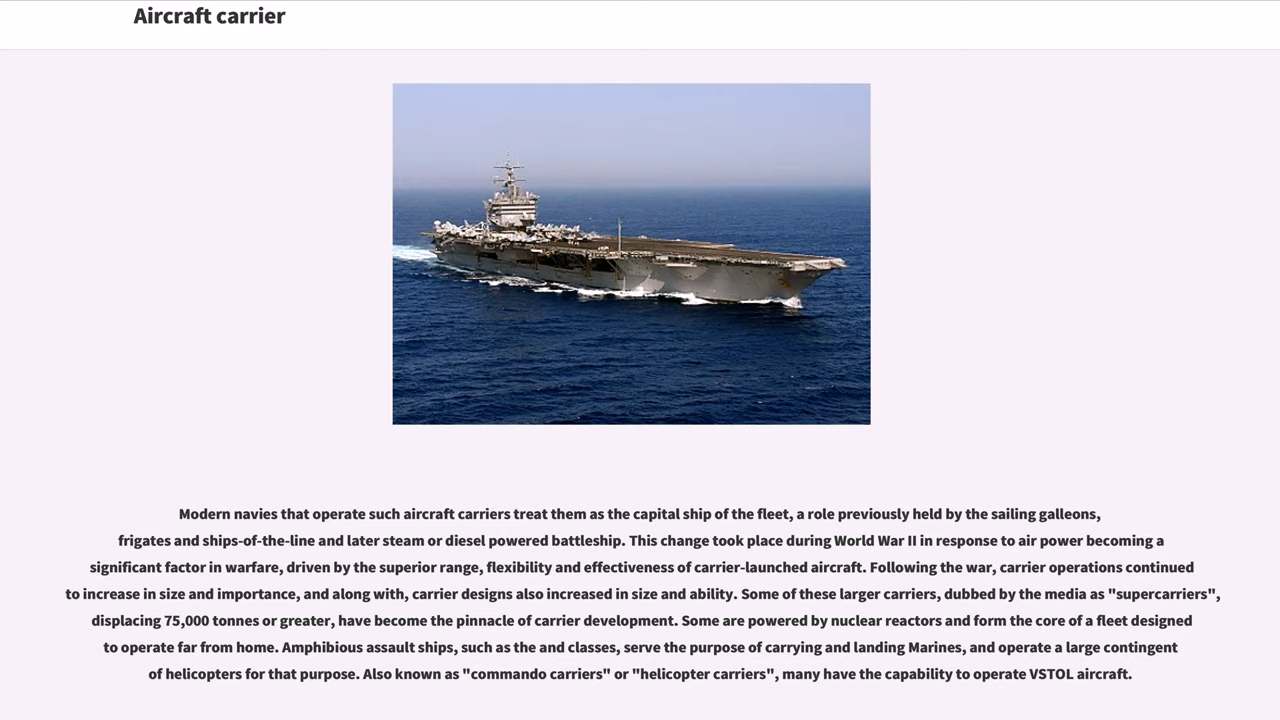 Aircraft carrier
Modern navies that operate such aircraft carriers treat them as the capital ship of the fleet, a role previously held by the sailing galleons,
frigates and ships-of-the-line and later steam or diesel powered battleship. This change took place during World War II in response to air power becoming a
significant factor in warfare, driven by the superior range, flexibility and effectiveness of carrier-launched aircraft. Following the war, carrier operations continued
to increase in size and importance, and along with, carrier designs also increased in size and ability. Some of these larger carriers, dubbed by the media as "supercarriers",
displacing 75,000 tonnes or greater, have become the pinnacle of carrier development. Some are powered by nuclear reactors and form the core of a fleet designed
to operate far from home. Amphibious assault ships, such as the and classes, serve the purpose of carrying and landing Marines, and operate a large contingent
of helicopters for that purpose. Also known as "commando carriers" or "helicopter carriers", many have the capability to operate VSTOL aircraft.